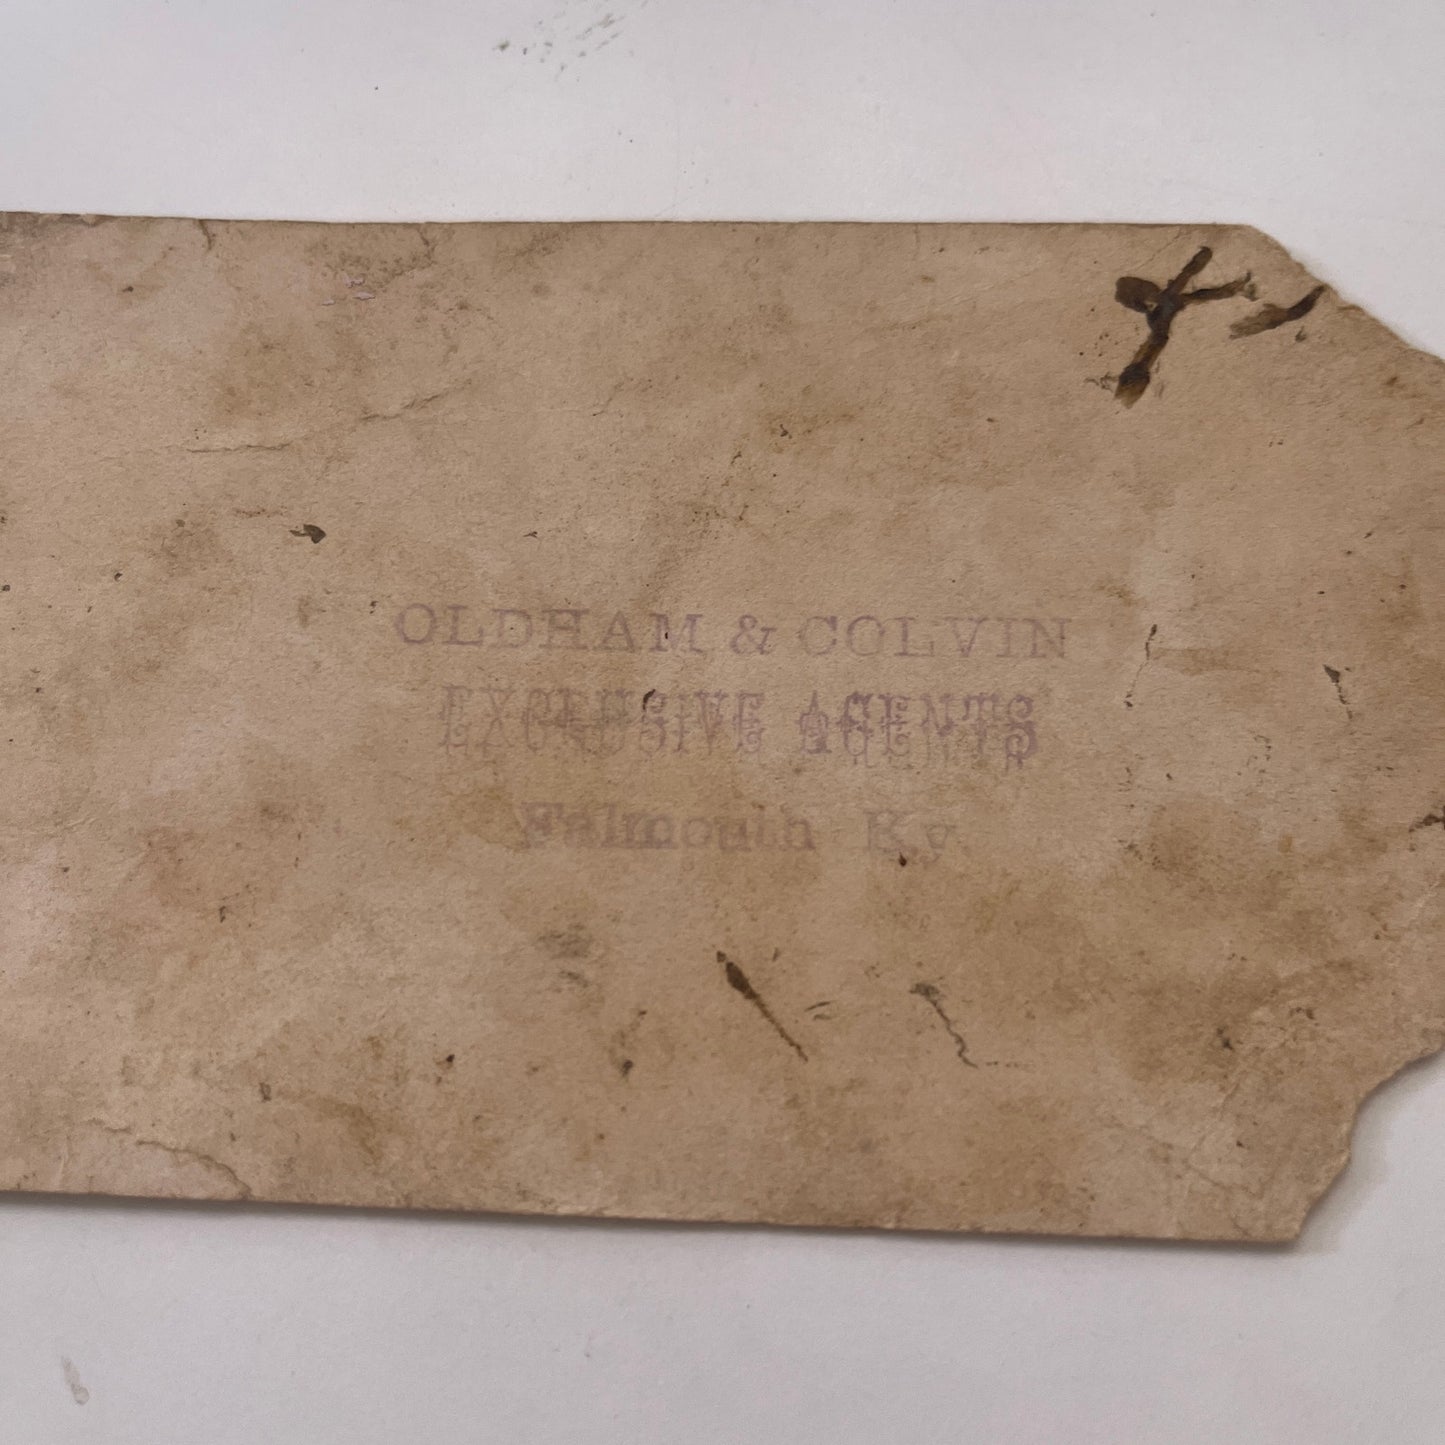 OLDHAM & COLVIN
EXCLUSIVE AGENTS
Falmouth Ky.